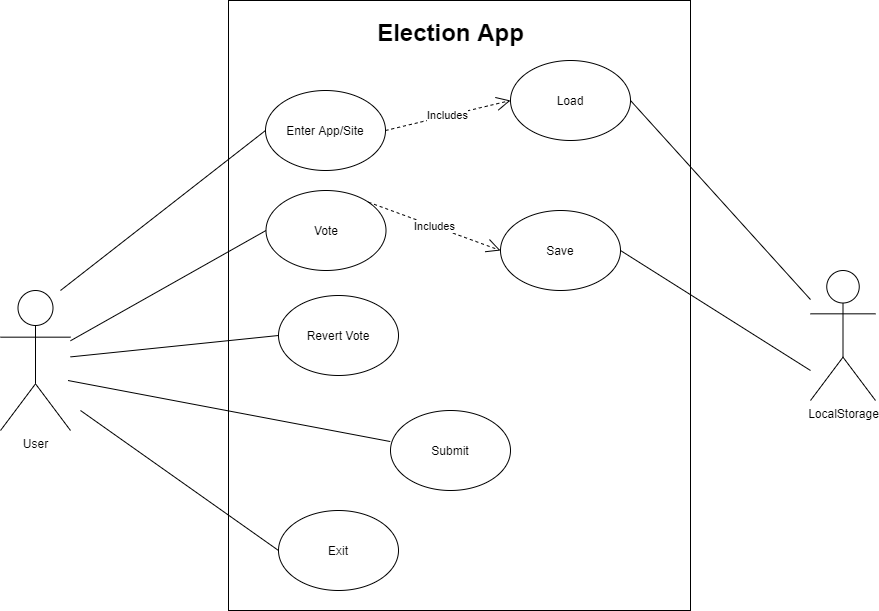 Election App
Load
Includes
Enter App/Site
Vote
Includes
Save
Revert Vote
LocalStorage
User
Submit
Exit